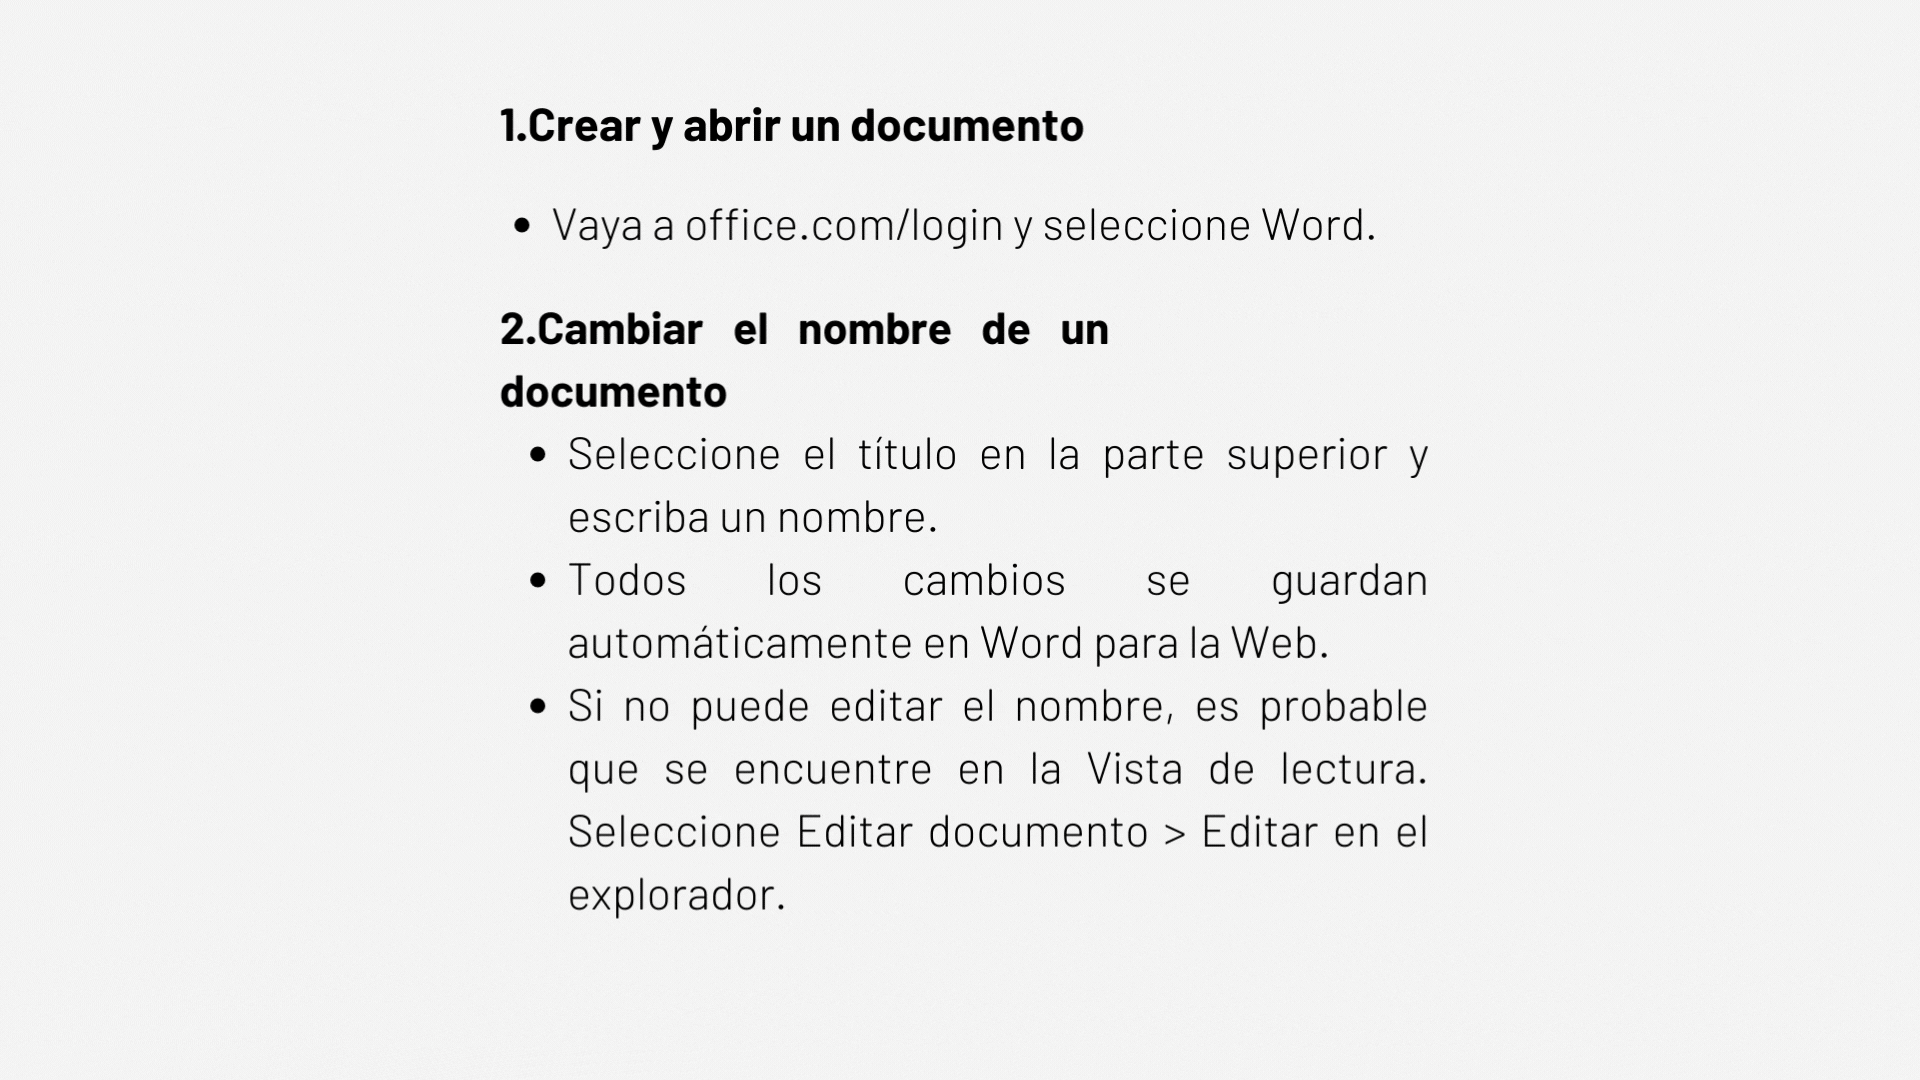 1.Crear y abrir un documento
• Vaya a office.com/login y seleccione Word.
2.Cambiar el nombre de un
documento
• Seleccione el título en la parte superior y
escriba un nombre.
• Todos los cambios se guardan
automáticamente en Word para la Web.
• Si no puede editar el nombre, es probable
que se encuentre en la Vista de lectura.
Seleccione Editar documento > Editar en el
explorador.